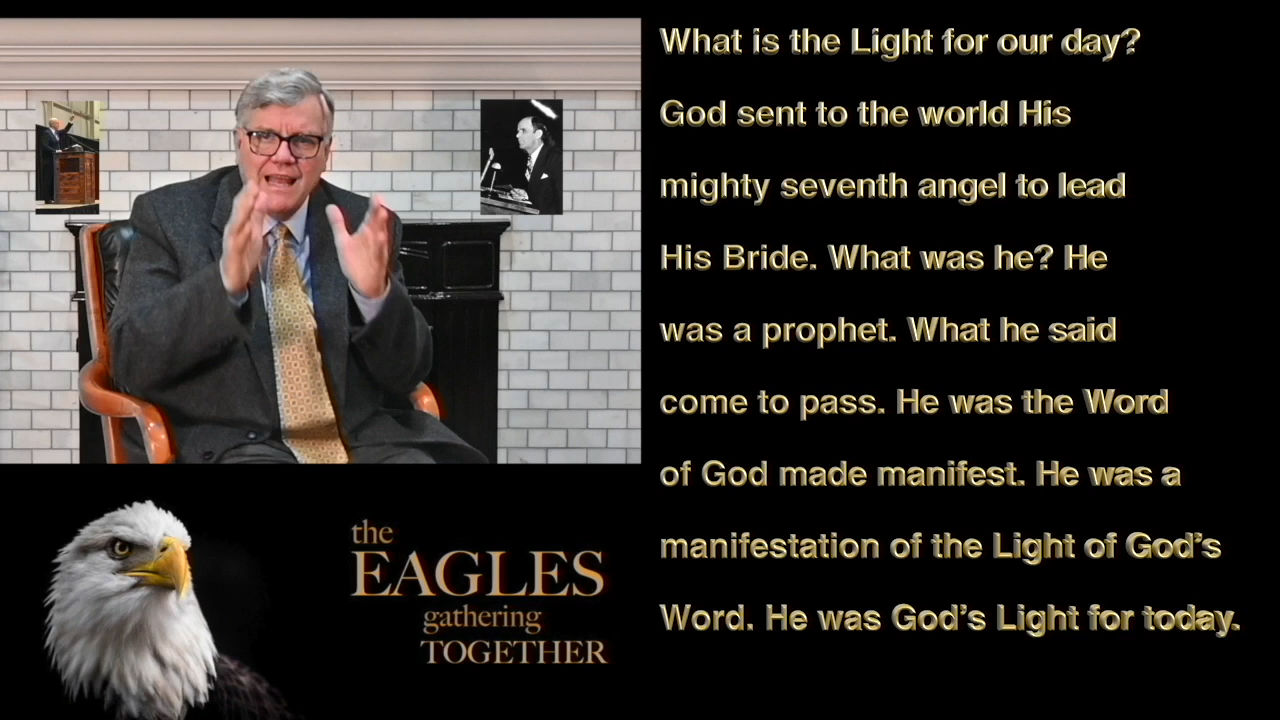 What is the Light for our day?
God sent to the world His
mighty seventh angel to lead
His Bride. What was he? He
was a prophet. What he said
come to pass. He was the Word
of God made manifest. He was a
manifestation of the Light of God’s
Word. He was God’s Light for today.
the
EAGLES
gathering
TOGETHER